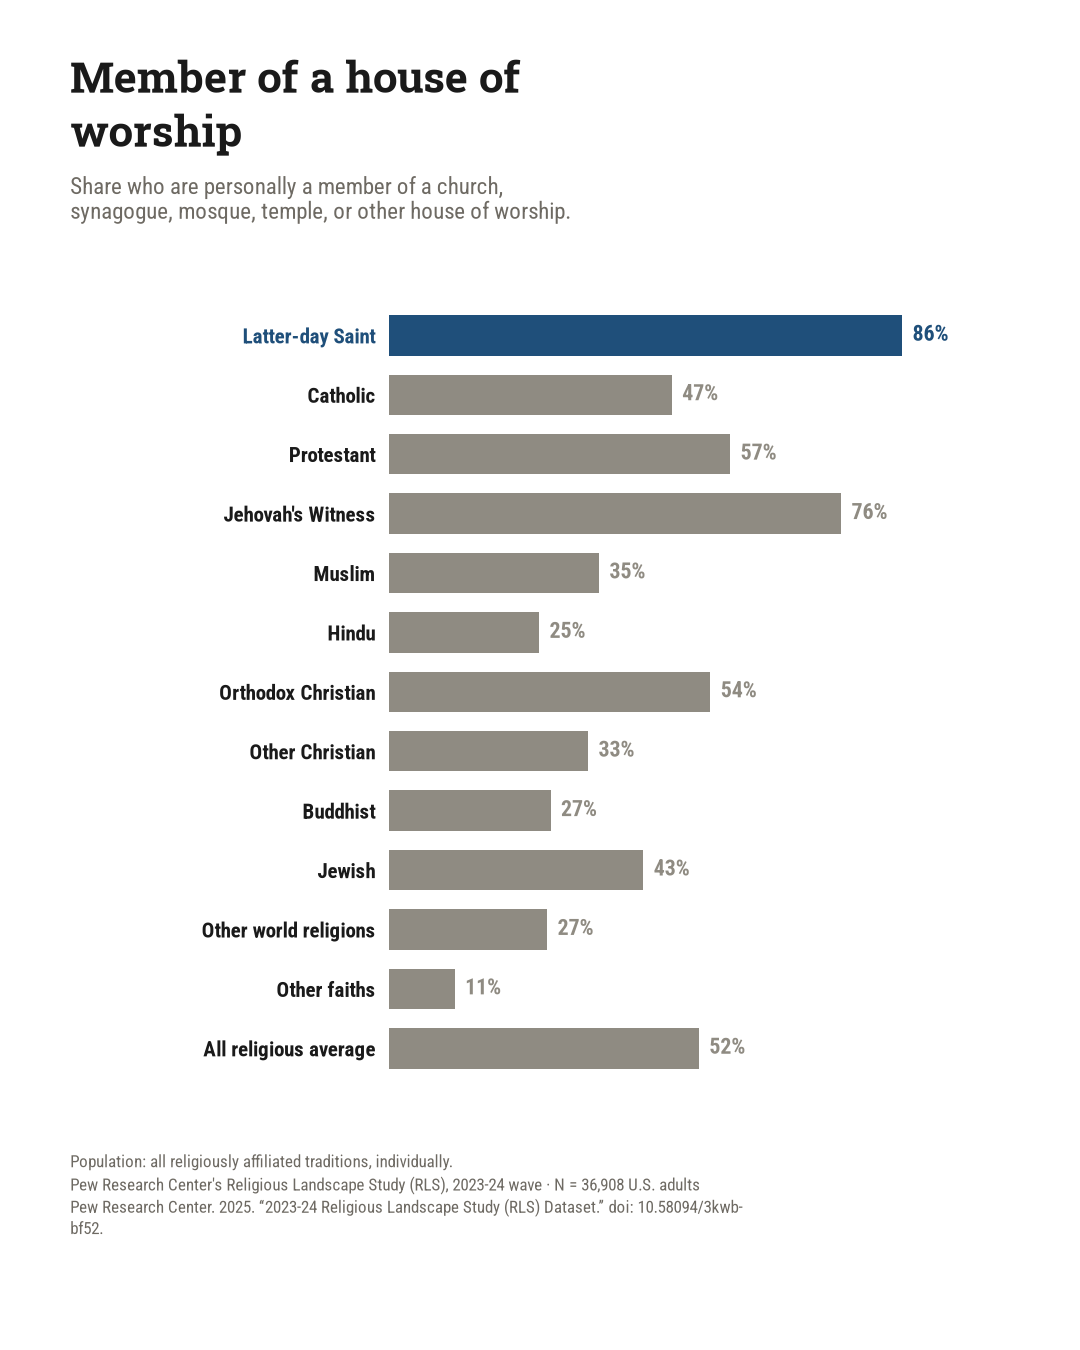 Member of a house of
worship
Share who are personally a member of a church,
synagogue, mosque, temple, or other house of worship.
Latter-day Saint 86%
Catholic 47%
Protestant 57%
Jehovah's Witness 76%
Muslim 35%
Hindu 25%
Orthodox Christian 54%
Other Christian 33%
Buddhist 27%
Jewish 43%
Other world religions 27%
Other faiths 11%
All religious average 52%
Population: all religiously affiliated traditions, individually.
Pew Research Center's Religious Landscape Study (RLS), 2023-24 wave · N = 36,908 U.S. adults
Pew Research Center. 2025. “2023-24 Religious Landscape Study (RLS) Dataset.” doi: 10.58094/3kwb-
bf52.